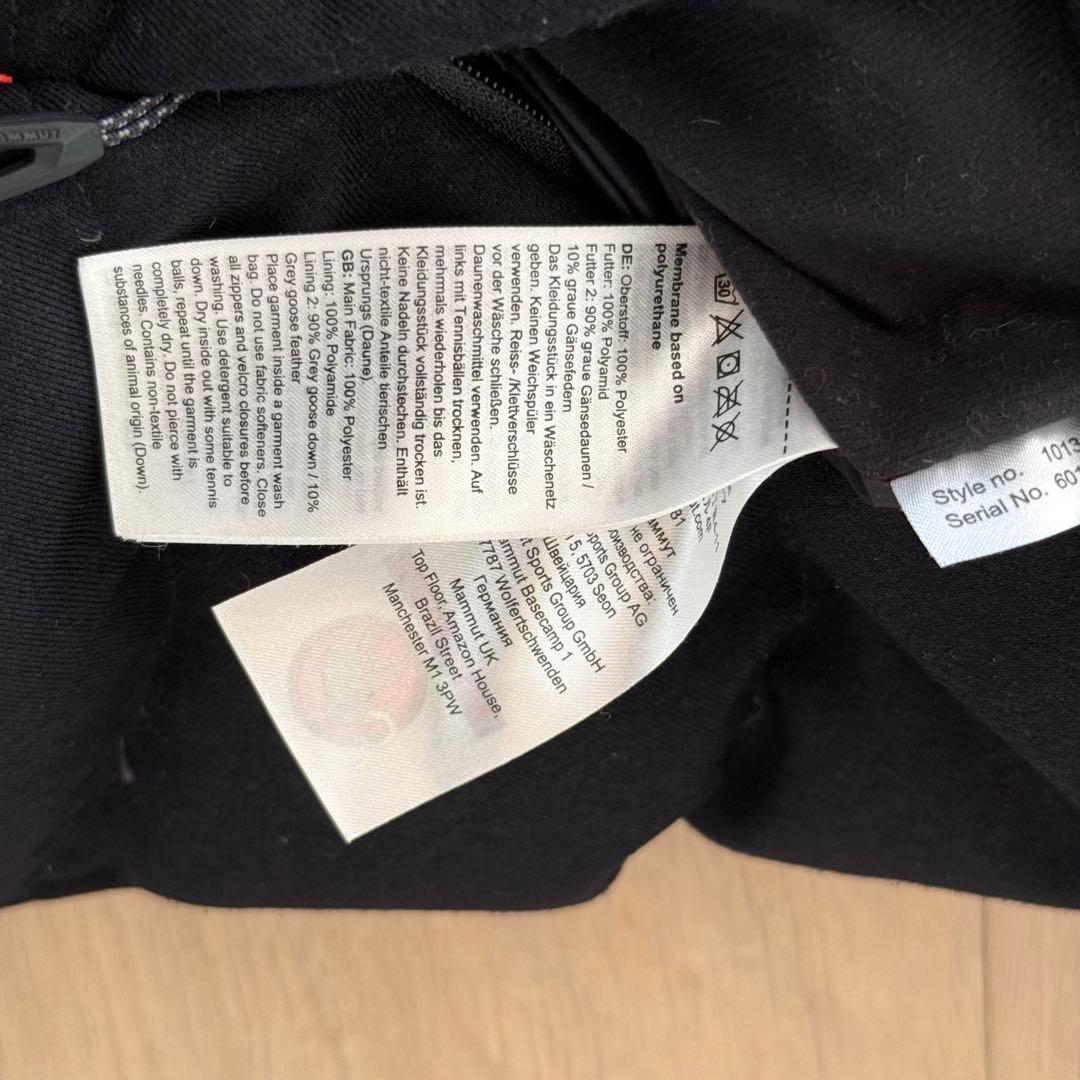 30
Membrane based on
polyurethane
DE: Oberstoff: 100% Polyester
Futter: 100% Polyamid
Futter 2: 90% graue Gänsedaunen /
10% graue Gänsefedern
Das Kleidungsstück in ein Wäschenetz
geben. Keinen Weichspüler
verwenden. Reiss- /Klettverschlüsse
vor der Wäsche schließen.
Daunenwaschmittel verwenden. Auf
links mit Tennisbällen trocknen,
mehrmals wiederholen bis das
Kleidungsstück vollständig trocken ist.
Keine Nadeln durchstechen. Enthält
nicht-textile Anteile tierischen
Ursprungs (Daune).
GB: Main Fabric: 100% Polyester
Lining: 100% Polyamide
Lining 2: 90% Grey goose down / 10%
Grey goose feather
Place garment inside a garment wash
bag. Do not use fabric softeners. Close
all zippers and velcro closures before
washing. Use detergent suitable to
down. Dry inside out with some tennis
balls, repeat until the garment is
completely dry. Do not pierce with
needles. Contains non-textile
substances of animal origin (Down).
81
не ограничен
Sports Group AG
5, 5703 Seon
Швейцария
Sports Group GmbH
Basecamp 1
Wolfertschwenden
Германия
Mammut UK
Top Floor, Amazon House,
Brazil Street
Manchester M1 3PW
Style no. 1013
Serial No. 601